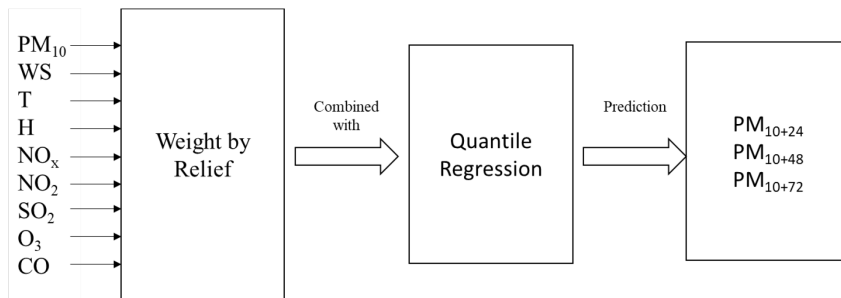 PM₁₀
WS
T
H
NOₓ
NO₂
SO₂
O₃
CO
Weight by
Relief
Combined
with
Quantile
Regression
Prediction
PM₁₀₊₂₄
PM₁₀₊₄₈
PM₁₀₊₇₂